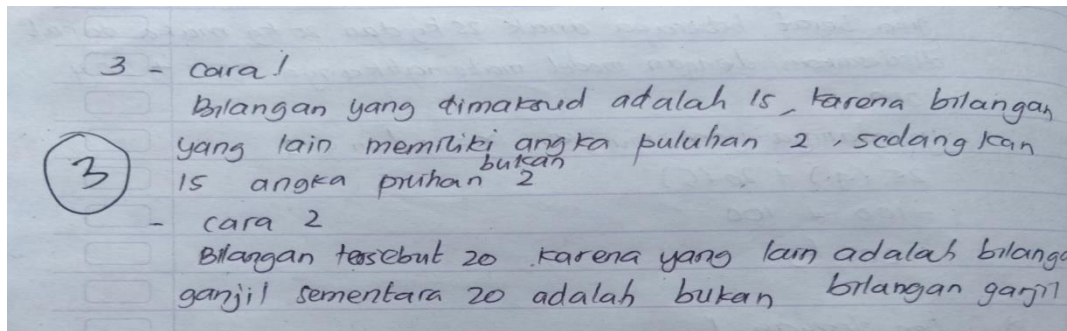 3 - cara 1
Bilangan yang dimaksud adalah 15, karena bilangan
yang lain memiliki angka puluhan 2, sedangkan
3
bukan
15 angka pruhan 2
- cara 2
Bilangan tersebut 20 karena yang lain adalah bilanga
ganjil sementara 20 adalah bukan bilangan ganjil